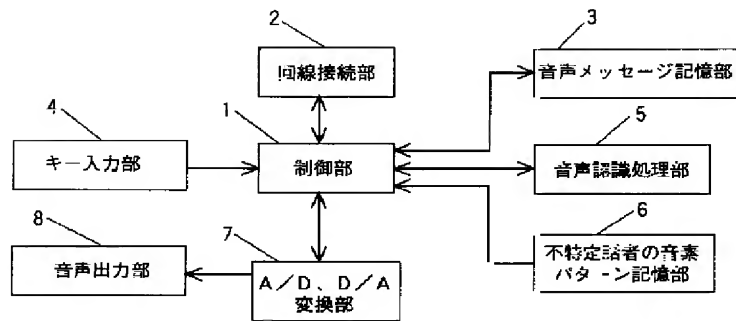 2
回線接続部
3
音声メッセージ記憶部
4
キー入力部
1
制御部
5
音声認識処理部
8
音声出力部
7
A/D、D/A
変換部
6
不特定話者の音素
パターン記憶部